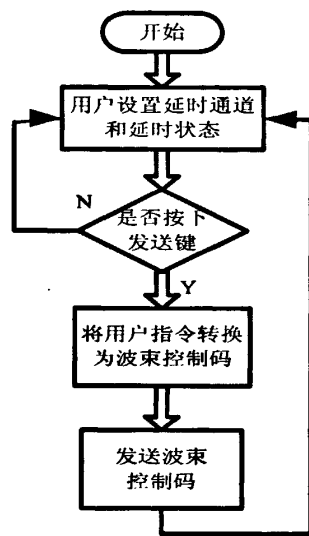 开始
用户设置延时通道
和延时状态
N
是否按下
发送键
Y
将用户指令转换
为波束控制码
发送波束
控制码